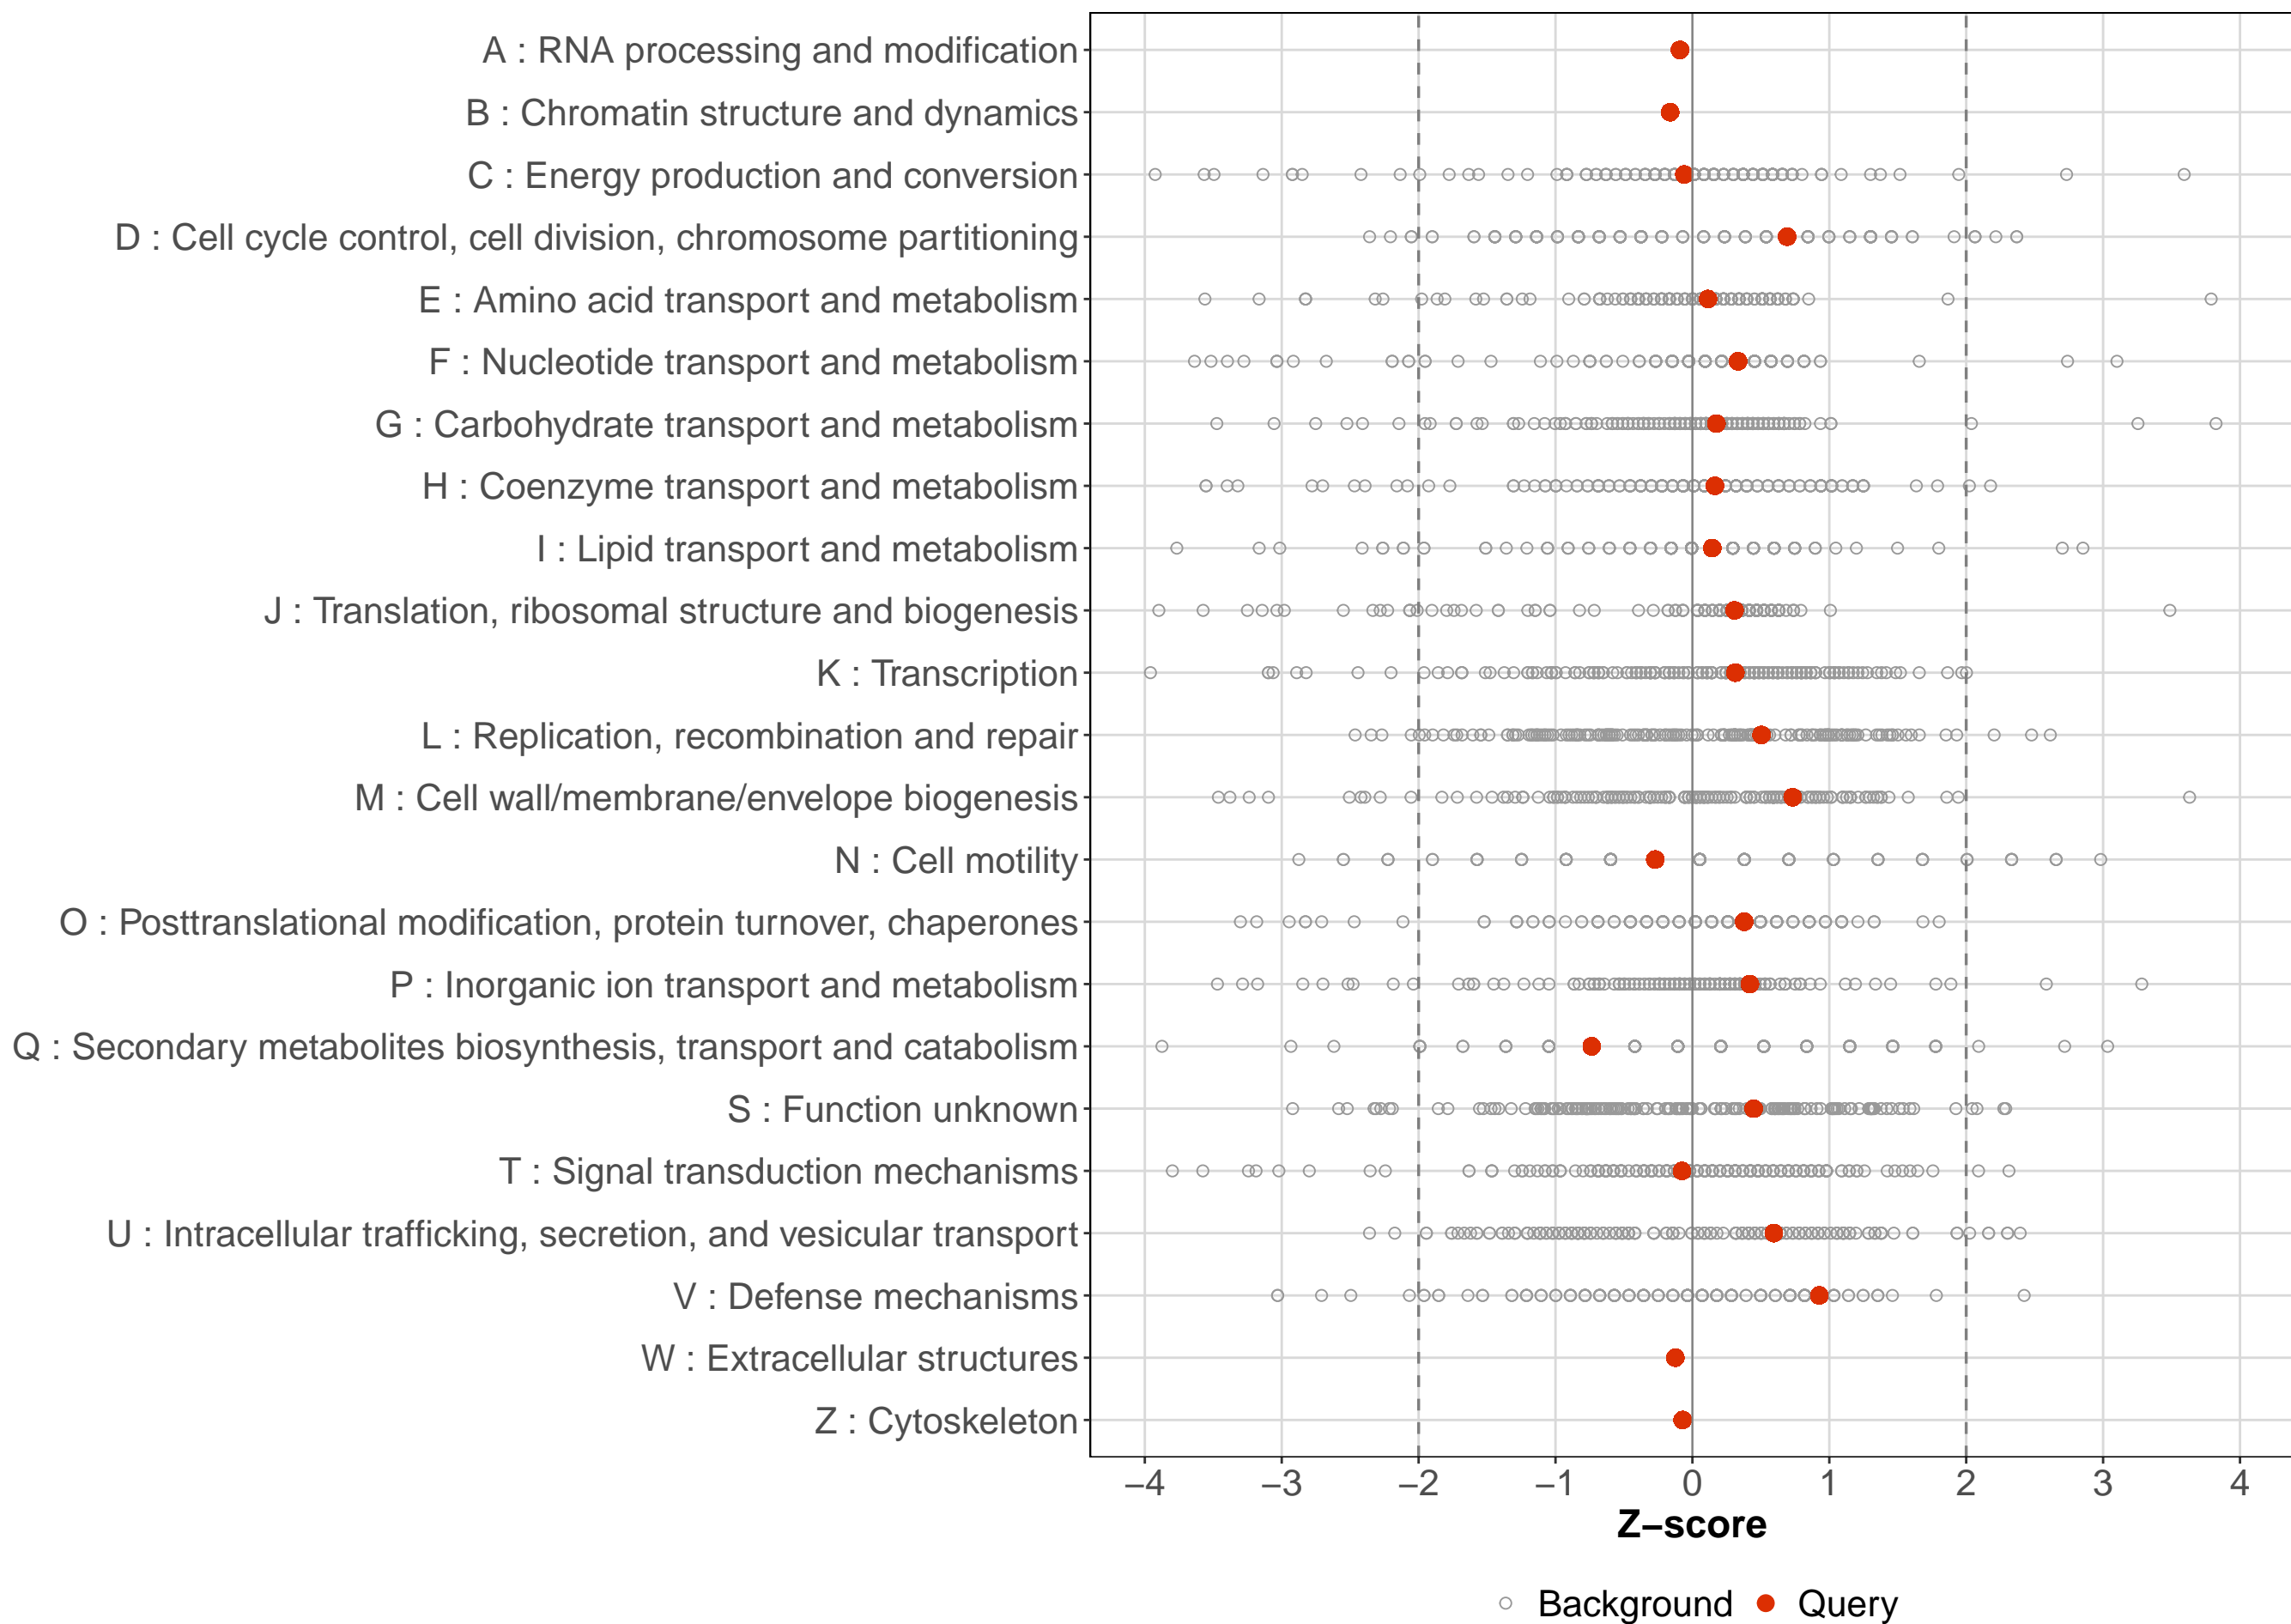 A : RNA processing and modification
B : Chromatin structure and dynamics
C : Energy production and conversion
D : Cell cycle control, cell division, chromosome partitioning
E : Amino acid transport and metabolism
F : Nucleotide transport and metabolism
G : Carbohydrate transport and metabolism
H : Coenzyme transport and metabolism
I : Lipid transport and metabolism
J : Translation, ribosomal structure and biogenesis
K : Transcription
L : Replication, recombination and repair
M : Cell wall/membrane/envelope biogenesis
N : Cell motility
O : Posttranslational modification, protein turnover, chaperones
P : Inorganic ion transport and metabolism
Q : Secondary metabolites biosynthesis, transport and catabolism
S : Function unknown
T : Signal transduction mechanisms
U : Intracellular trafficking, secretion, and vesicular transport
V : Defense mechanisms
W : Extracellular structures
Z : Cytoskeleton
−4 −3 −2 −1 0 1 2 3 4
Z−score
Background Query